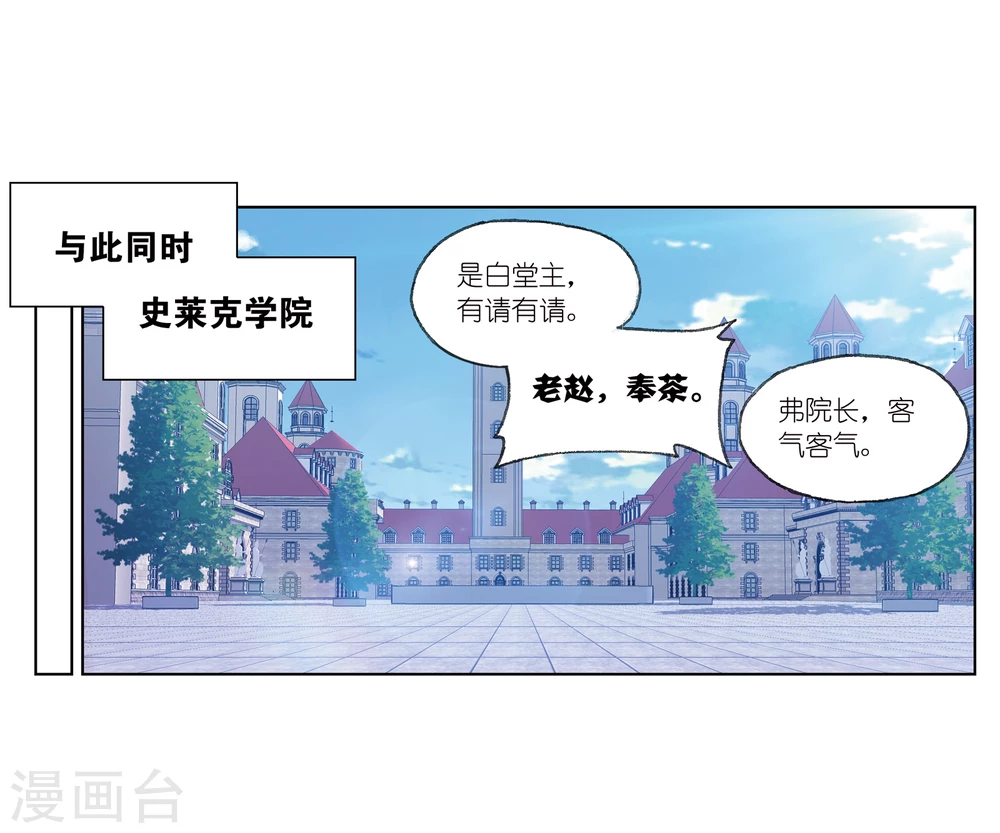 与此同时
史莱克学院
是白堂主，
有请有请。
老赵，奉茶。
弗院长，客
气客气。
漫画台